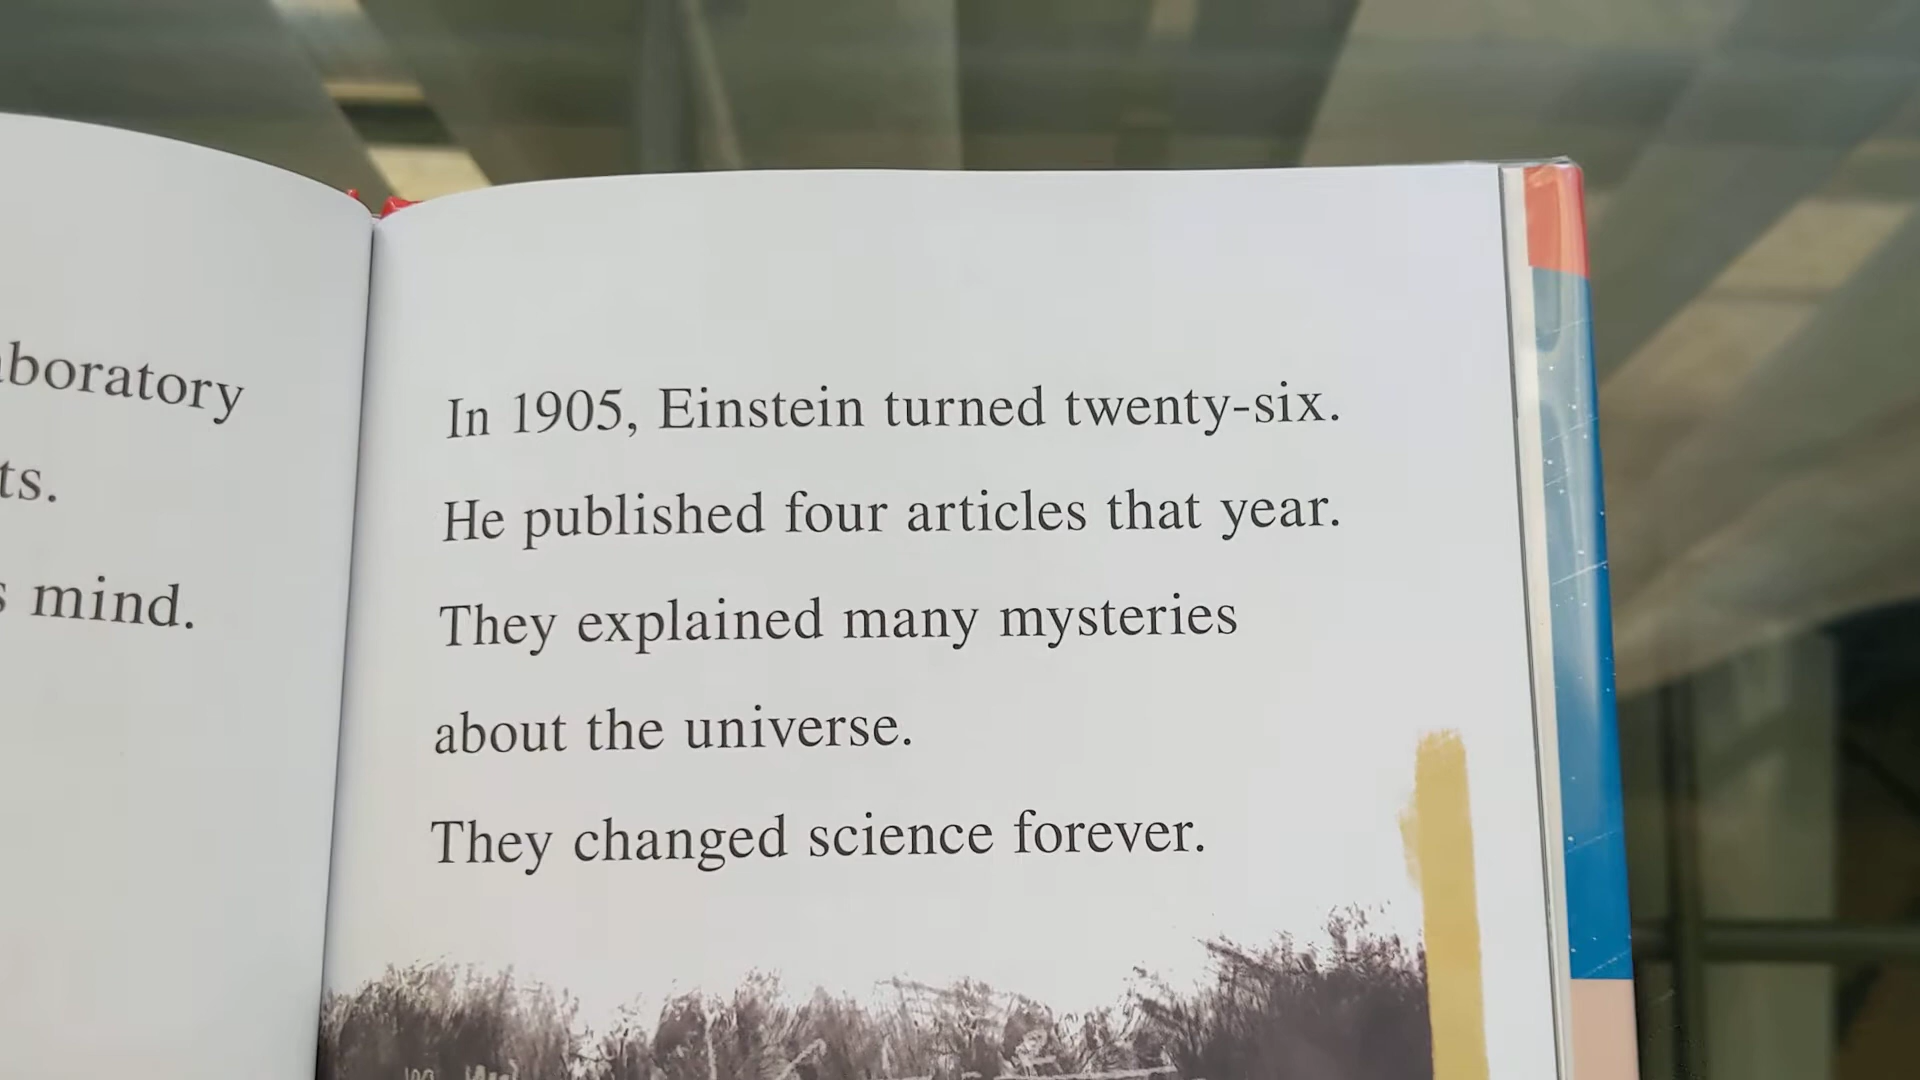 ts.
mind.
In 1905, Einstein turned twenty-six.
He published four articles that year.
They explained many mysteries
about the universe.
They changed science forever.